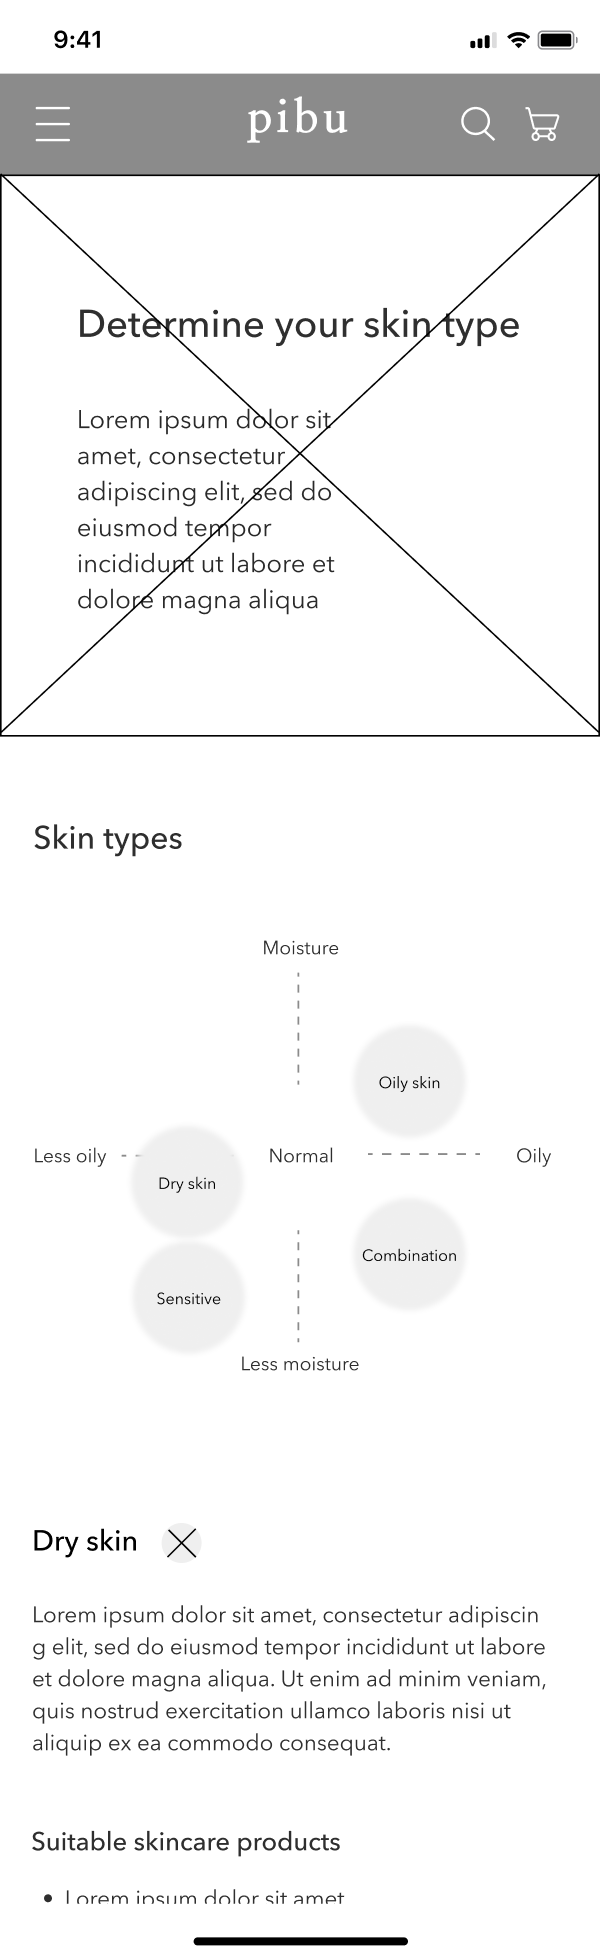 9:41
pibu
Determine your skin type
Lorem ipsum dolor sit
amet, consectetur
adipiscing elit, sed do
eiusmod tempor
incididunt ut labore et
dolore magna aliqua
Skin types
Moisture
Oily skin
Less oily
Normal
Oily
Dry skin
Combination
Sensitive
Less moisture
Dry skin
Lorem ipsum dolor sit amet, consectetur adipiscin
g elit, sed do eiusmod tempor incididunt ut labore
et dolore magna aliqua. Ut enim ad minim veniam,
quis nostrud exercitation ullamco laboris nisi ut
aliquip ex ea commodo consequat.
Suitable skincare products
• Lorem ipsum dolor sit amet